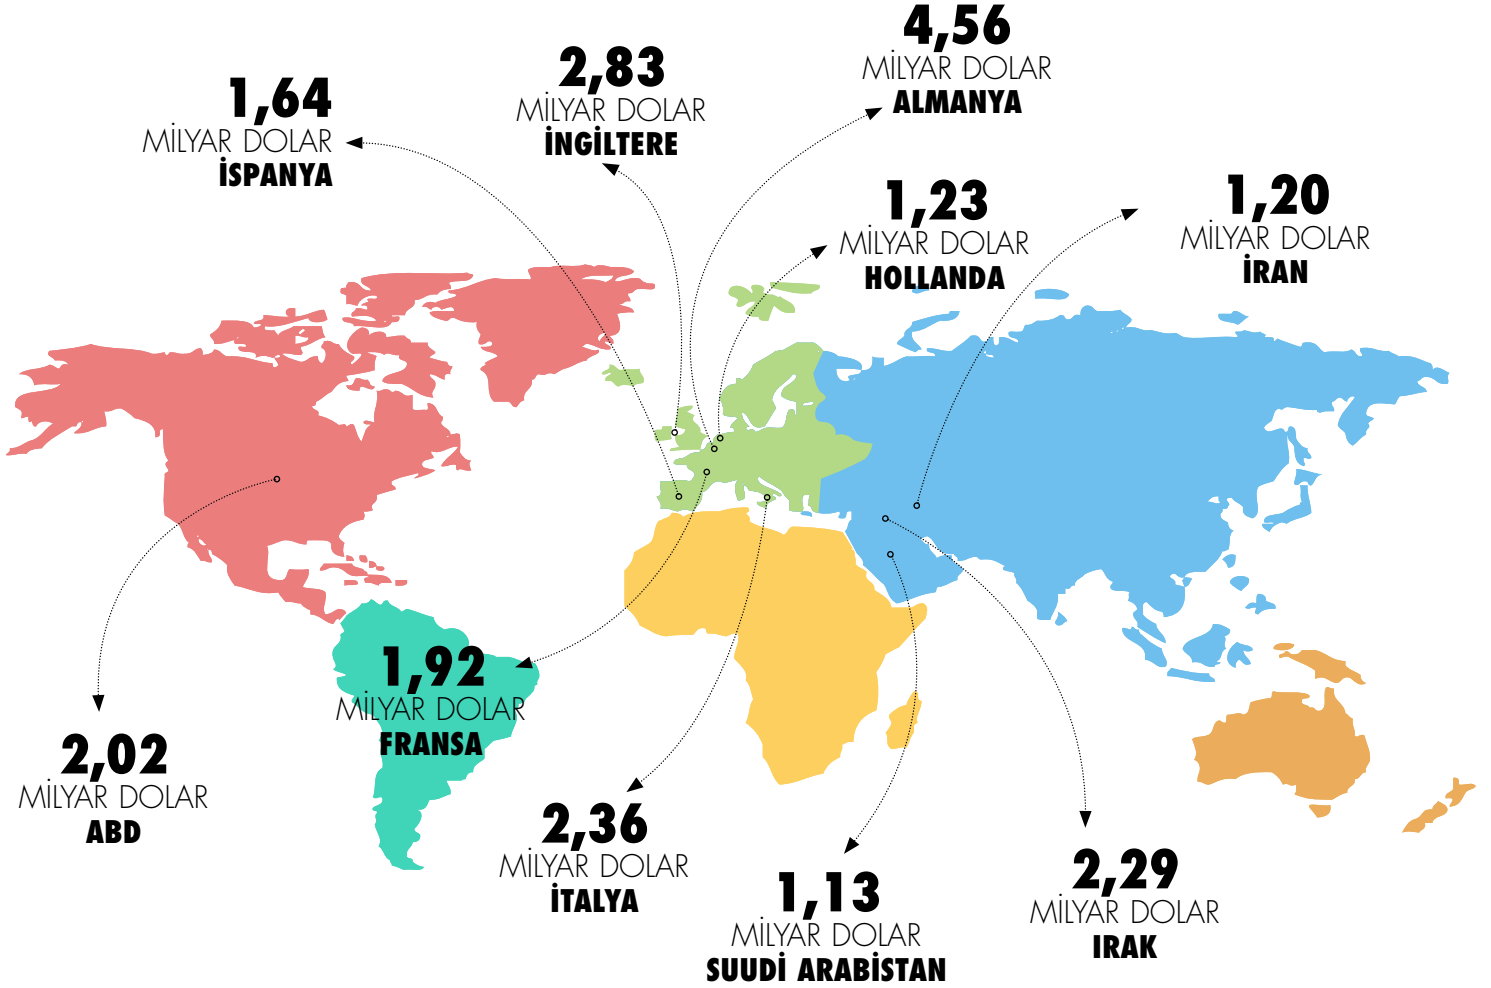 4,56
MİLYAR DOLAR
ALMANYA
2,83
MİLYAR DOLAR
İNGİLTERE
1,64
MİLYAR DOLAR
İSPANYA
1,23
MİLYAR DOLAR
HOLLANDA
1,20
MİLYAR DOLAR
İRAN
1,92
MİLYAR DOLAR
FRANSA
2,02
MİLYAR DOLAR
ABD
2,36
MİLYAR DOLAR
İTALYA
1,13
MİLYAR DOLAR
SUUDİ ARABİSTAN
2,29
MİLYAR DOLAR
IRAK